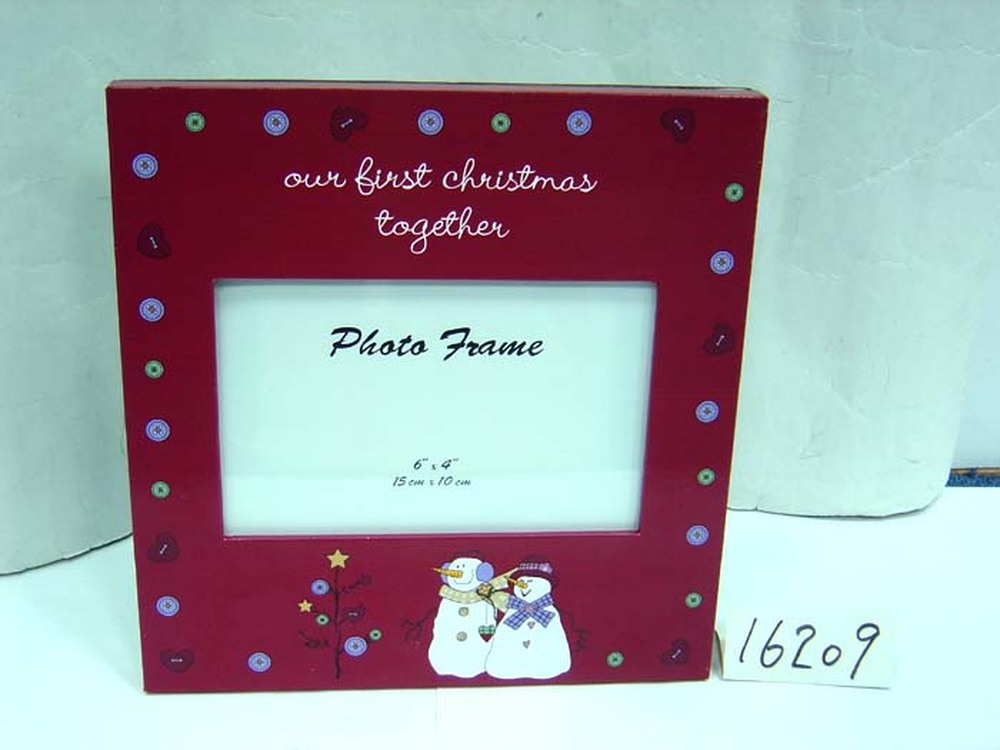 our first christmas
together
Photo Frame
6" x 4"
15 cm x 10 cm
16209